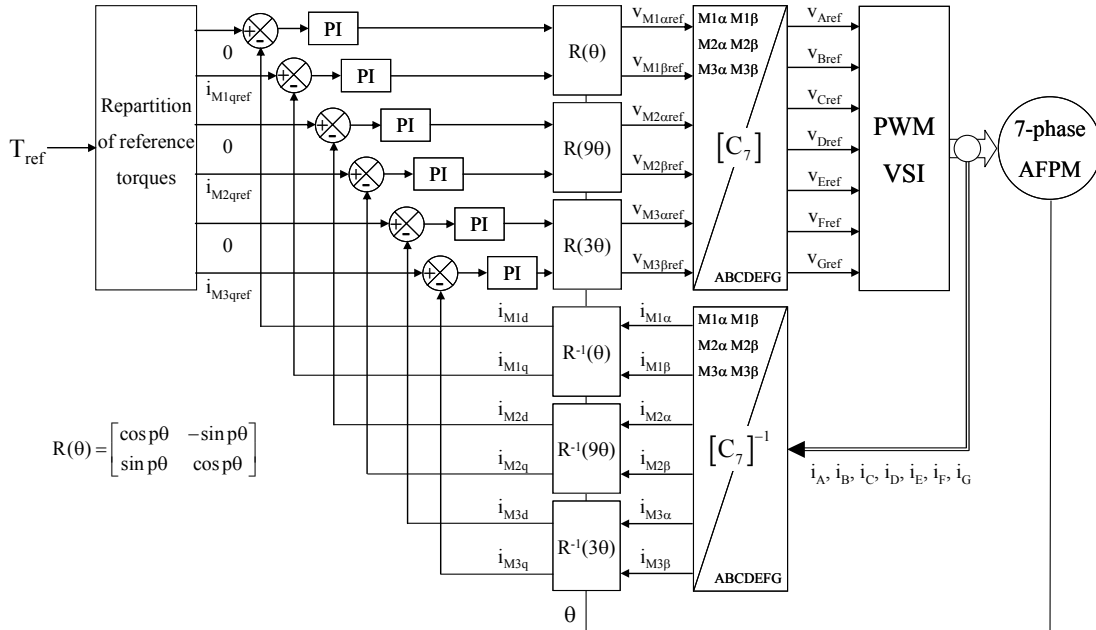 T_ref
Repartition
of reference
torques
0
i_M1qref
0
i_M2qref
0
i_M3qref
+ -
+ -
+ -
+ -
+ -
+ -
PI
PI
PI
PI
PI
PI
R(θ)
R(9θ)
R(3θ)
v_M1αref
v_M1βref
v_M2αref
v_M2βref
v_M3αref
v_M3βref
M1α M1β
M2α M2β
M3α M3β
[C_7]
ABCDEFG
v_Aref
v_Bref
v_Cref
v_Dref
v_Eref
v_Fref
v_Gref
PWM
VSI
7-phase
AFPM
i_M1d
i_M1q
i_M2d
i_M2q
i_M3d
i_M3q
R^-1(θ)
R^-1(9θ)
R^-1(3θ)
i_M1α
i_M1β
i_M2α
i_M2β
i_M3α
i_M3β
M1α M1β
M2α M2β
M3α M3β
[C_7]^-1
ABCDEFG
i_A, i_B, i_C, i_D, i_E, i_F, i_G
R(θ) = [cos pθ -sin pθ
sin pθ cos pθ]
θ